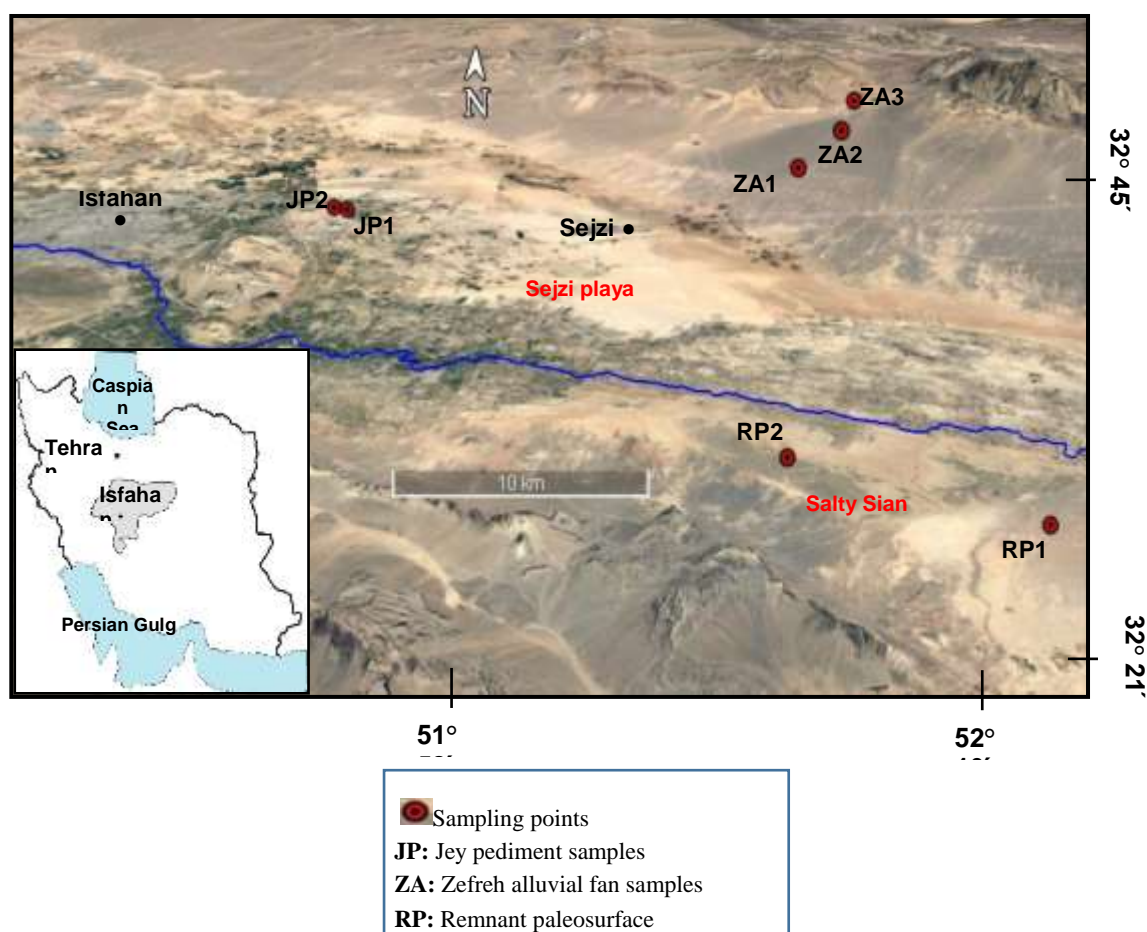 N
ZA3
ZA2
ZA1
32° 45´
Isfahan
JP2
JP1
Sejzi
Sejzi playa
Caspia
n
Sea
Tehra
n
Isfaha
n
Persian Gulg
RP2
10 km
Salty Sian
RP1
32° 21´
51°
52°
Sampling points
JP: Jey pediment samples
ZA: Zefreh alluvial fan samples
RP: Remnant paleosurface